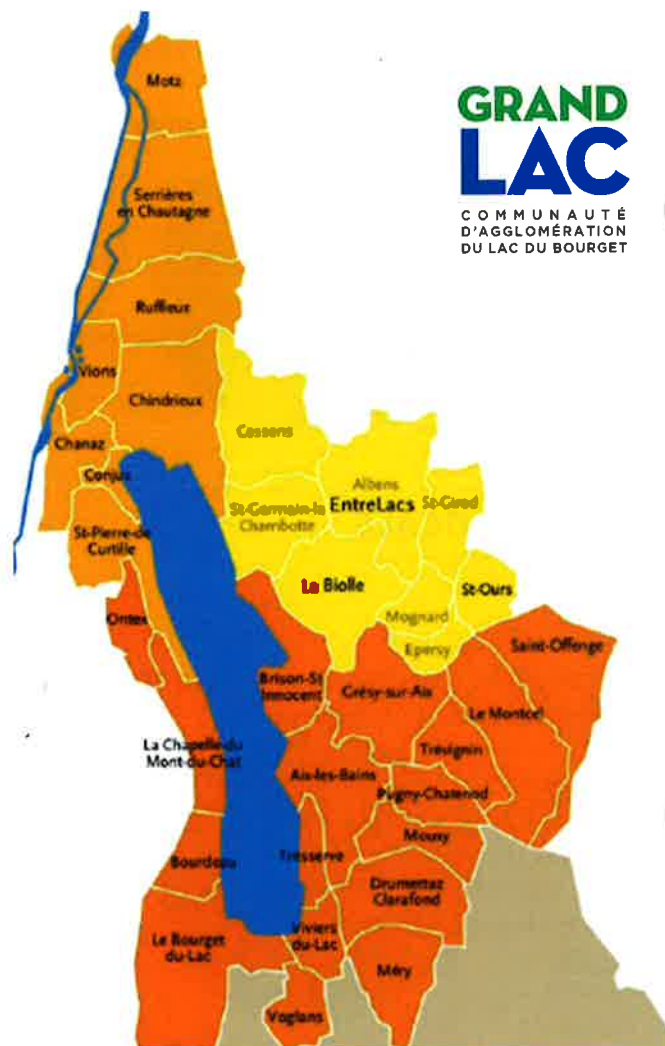 GRAND
LAC
COMMUNAUTÉ
D'AGGLOMÉRATION
DU LAC DU BOURGET
Motz
Serrières
en Chautagne
Ruffieux
Vions
Chindrieux
Chanaz
Conjux
St-Pierre-de
Curtille
Cessens
Albens
EntreLacs
St-Germain-la
Chambotte
St-Girod
La Biolle
St-Ours
Mognard
Epersy
Ontex
Saint-Offenge
Brison-St
Innocent
Grésy-sur-Aix
Le Montcel
La Chapelle-du
Mont-du-Chat
Trévignin
Aix-les-Bains
Pugny-Chatenod
Mouxy
Bourdeau
Tresserve
Drumettaz
Clarafond
Le Bourget
du-Lac
Viviers
du-Lac
Méry
Voglans